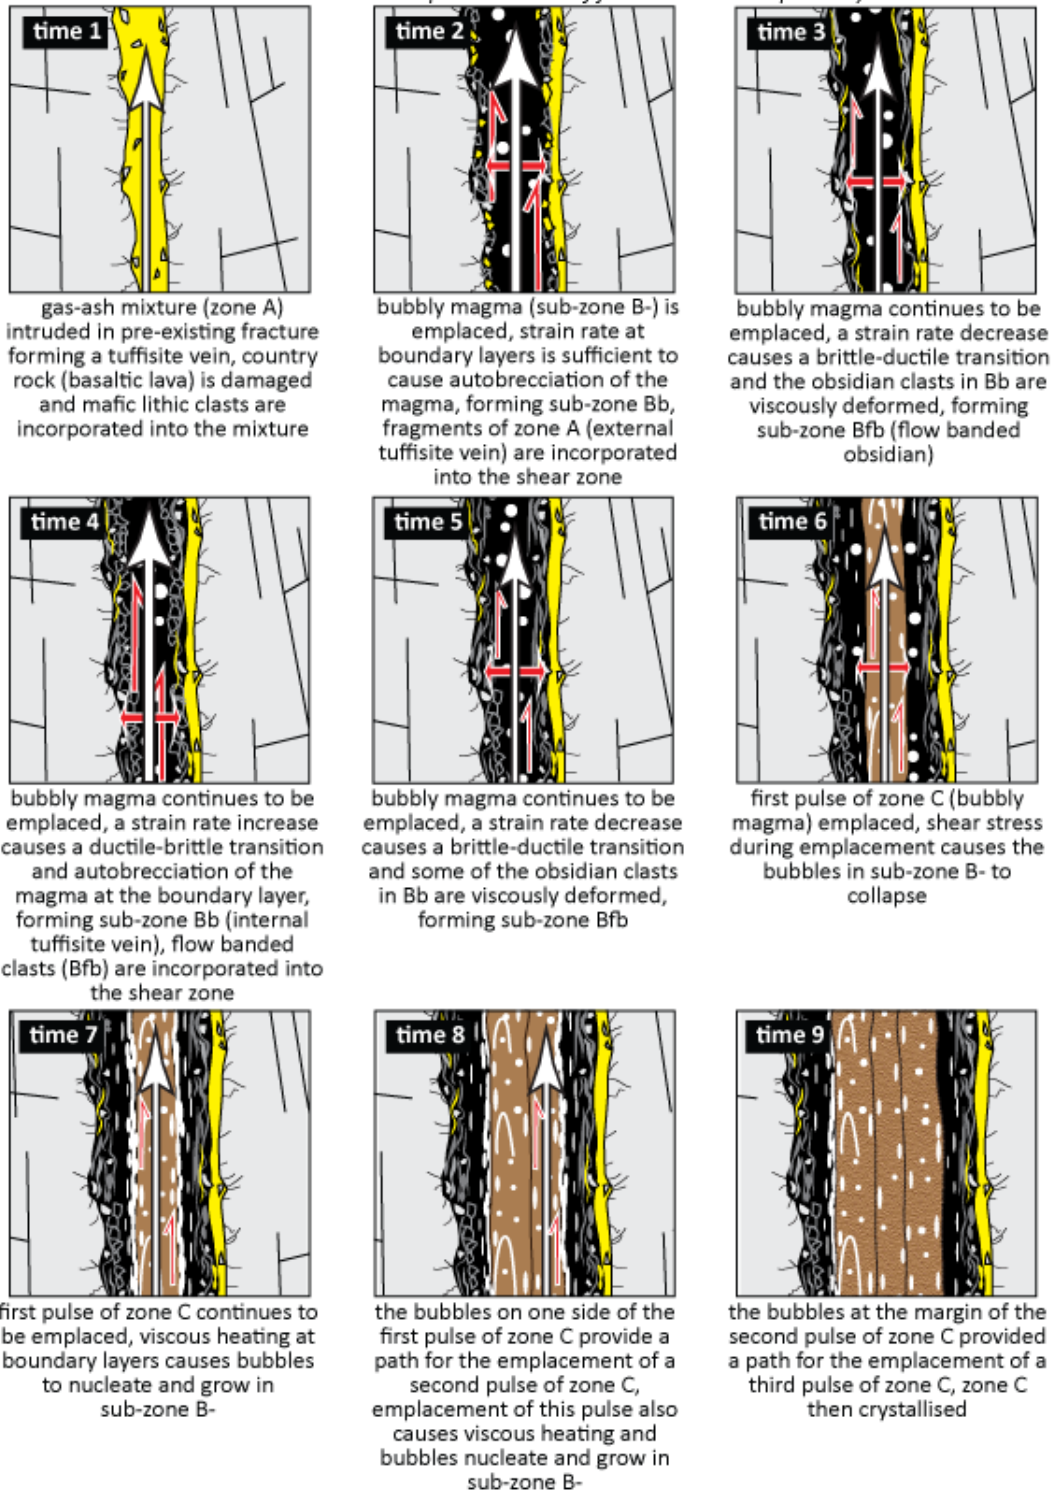 time 1
time 2
time 3
gas-ash mixture (zone A)
intruded in pre-existing fracture
forming a tuffisite vein, country
rock (basaltic lava) is damaged
and mafic lithic clasts are
incorporated into the mixture
bubbly magma (sub-zone B-) is
emplaced, strain rate at
boundary layers is sufficient to
cause autobrecciation of the
magma, forming sub-zone Bb,
fragments of zone A (external
tuffisite vein) are incorporated
into the shear zone
bubbly magma continues to be
emplaced, a strain rate decrease
causes a brittle-ductile transition
and the obsidian clasts in Bb are
viscously deformed, forming
sub-zone Bfb (flow banded
obsidian)
time 4
time 5
time 6
bubbly magma continues to be
emplaced, a strain rate increase
causes a ductile-brittle transition
and autobrecciation of the
magma at the boundary layer,
forming sub-zone Bb (internal
tuffisite vein), flow banded
clasts (Bfb) are incorporated into
the shear zone
bubbly magma continues to be
emplaced, a strain rate decrease
causes a brittle-ductile transition
and some of the obsidian clasts
in Bb are viscously deformed,
forming sub-zone Bfb
first pulse of zone C (bubbly
magma) emplaced, shear stress
during emplacement causes the
bubbles in sub-zone B- to
collapse
time 7
time 8
time 9
first pulse of zone C continues to
be emplaced, viscous heating at
boundary layers causes bubbles
to nucleate and grow in
sub-zone B-
the bubbles on one side of the
first pulse of zone C provide a
path for the emplacement of a
second pulse of zone C,
emplacement of this pulse also
causes viscous heating and
bubbles nucleate and grow in
sub-zone B-
the bubbles at the margin of the
second pulse of zone C provided
a path for the emplacement of a
third pulse of zone C, zone C
then crystallised